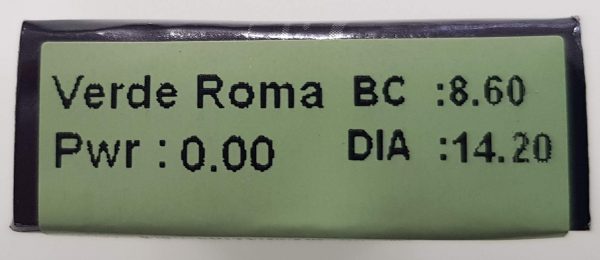 Verde Roma BC :8.60
Pwr : 0.00 DIA :14.20